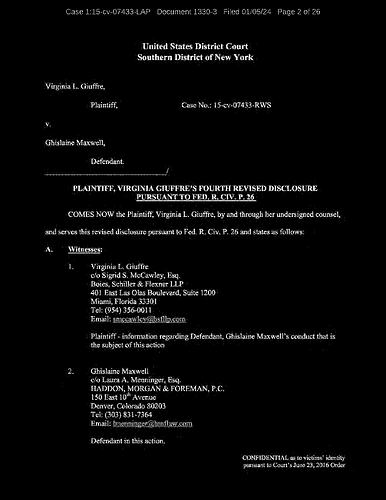 Case 1:15-cv-07433-LAP Document 1330-3 Filed 01/05/24 Page 2 of 26
United States District Court
Southern District of New York
Virginia L. Giuffre,
Plaintiff, Case No.: 15-cv-07433-RWS
v.
Ghislaine Maxwell,
Defendant.
/
PLAINTIFF, VIRGINIA GIUFFRE'S FOURTH REVISED DISCLOSURE
PURSUANT TO FED. R. CIV. P. 26
COMES NOW the Plaintiff, Virginia L. Giuffre, by and through her undersigned counsel,
and serves this revised disclosure pursuant to Fed. R. Civ. P. 26 and states as follows:
A. Witnesses:
1. Virginia L. Giuffre
c/o Sigrid S. McCawley, Esq.
Boies, Schiller & Flexner LLP
401 East Las Olas Boulevard, Suite 1200
Miami, Florida 33301
Tel: (954) 356-0011
Email: smccawley@bsfllp.com
Plaintiff - information regarding Defendant, Ghislaine Maxwell's conduct that is
the subject of this action
2. Ghislaine Maxwell
c/o Laura A. Menninger, Esq.
HADDON, MORGAN & FOREMAN, P.C.
150 East 10th Avenue
Denver, Colorado 80203
Tel: (303) 831-7364
Email: lmenninger@hmflaw.com
Defendant in this action.
CONFIDENTIAL as to victims' identity
pursuant to Court's June 23, 2016 Order